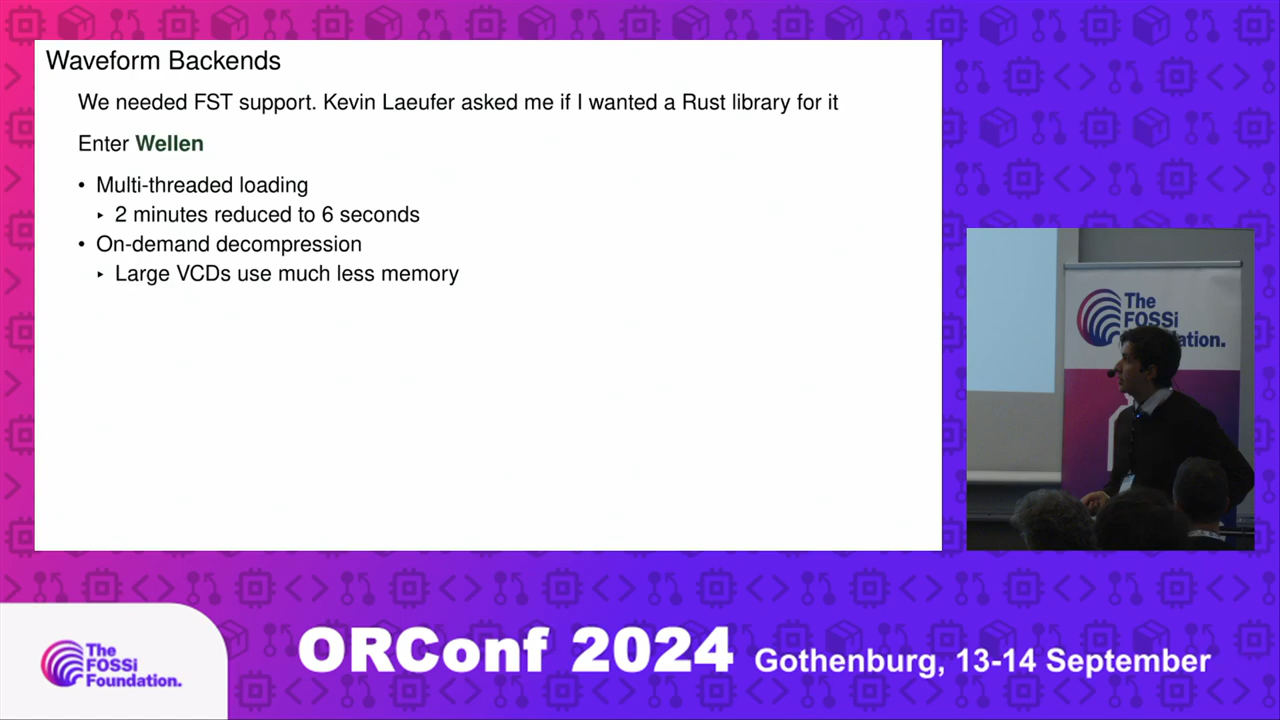 Waveform Backends
We needed FST support. Kevin Laeufer asked me if I wanted a Rust library for it
Enter Wellen
• Multi-threaded loading
‣ 2 minutes reduced to 6 seconds
• On-demand decompression
‣ Large VCDs use much less memory
The
FOSSi
ation.
The
FOSSi
Foundation.
ORConf 2024 Gothenburg, 13-14 September